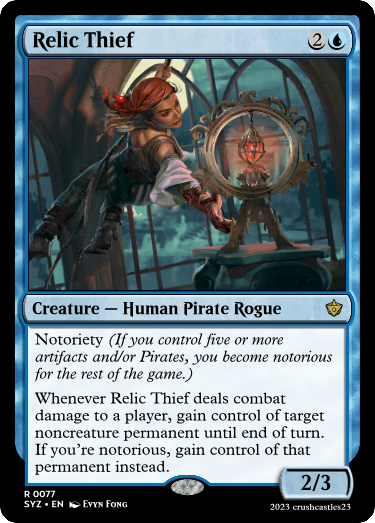 Relic Thief 2
Creature — Human Pirate Rogue
Notoriety (If you control five or more
artifacts and/or Pirates, you become notorious
for the rest of the game.)
Whenever Relic Thief deals combat
damage to a player, gain control of target
noncreature permanent until end of turn.
If you're notorious, gain control of that
permanent instead.
2/3
R 0077
SYZ • EN Evyn Fong
2023 crushcastles23